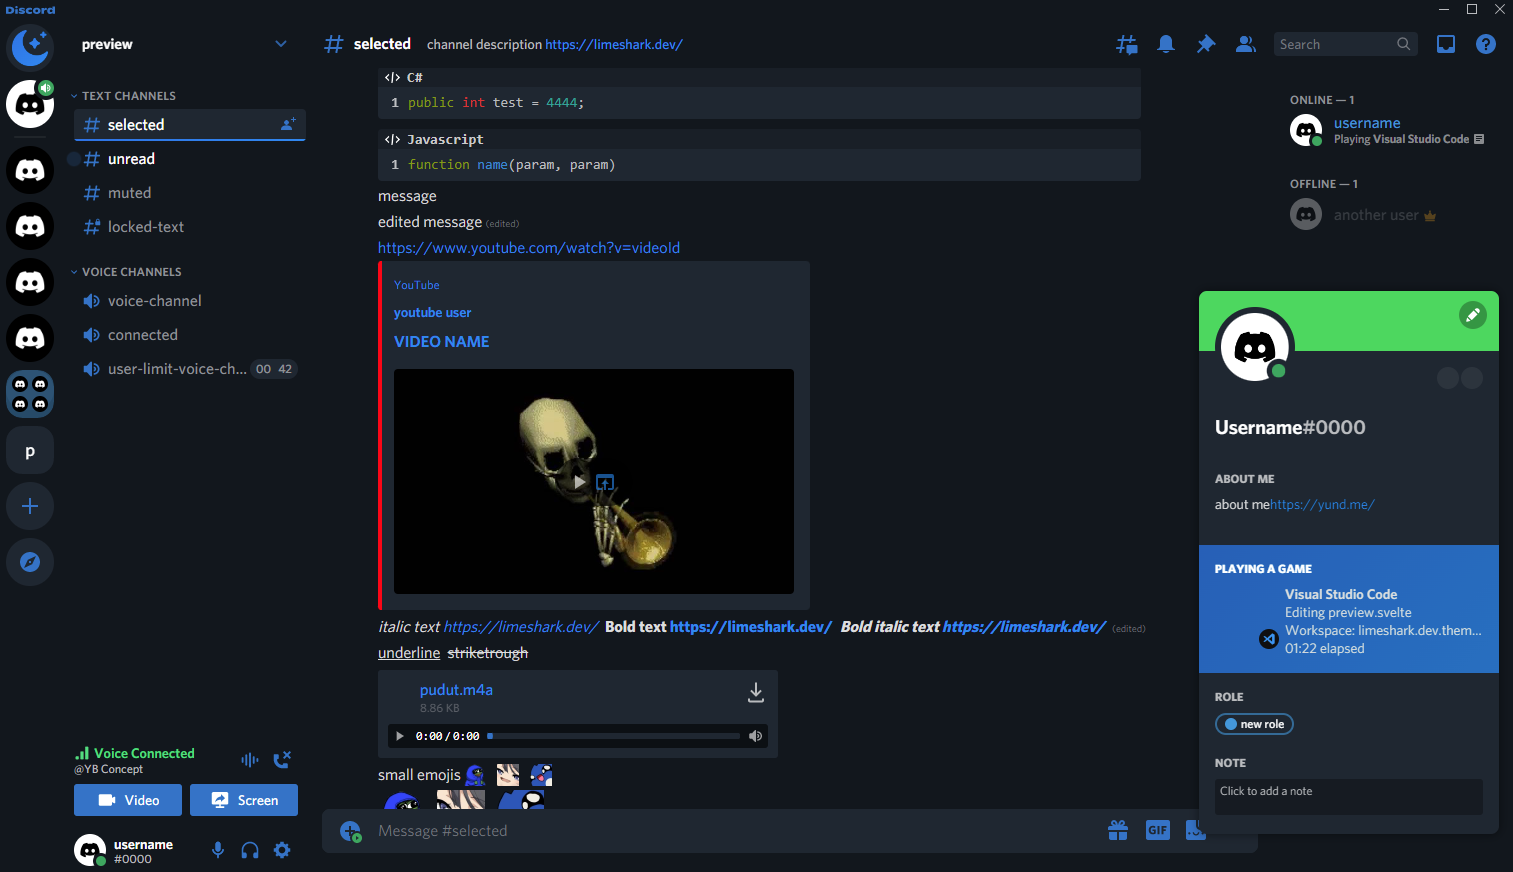 Discord
preview
TEXT CHANNELS
selected
unread
muted
locked-text
VOICE CHANNELS
voice-channel
connected
user-limit-voice-ch... 00 42
p
Voice Connected
@YB Concept
Video Screen
username
#0000
selected channel description https://limeshark.dev/
Search
C#
1 public int test = 4444;
Javascript
1 function name(param, param)
message
edited message (edited)
https://www.youtube.com/watch?v=videoId
YouTube
youtube user
VIDEO NAME
italic text https://limeshark.dev/ Bold text https://limeshark.dev/ Bold italic text https://limeshark.dev/ (edited)
underline striketrough
pudut.m4a
8.86 KB
0:00/0:00
small emojis
Message #selected
GIF
ONLINE — 1
username
Playing Visual Studio Code
OFFLINE — 1
another user
Username#0000
ABOUT ME
about mehttps://yund.me/
PLAYING A GAME
Visual Studio Code
Editing preview.svelte
Workspace: limeshark.dev.them...
01:22 elapsed
ROLE
new role
NOTE
Click to add a note